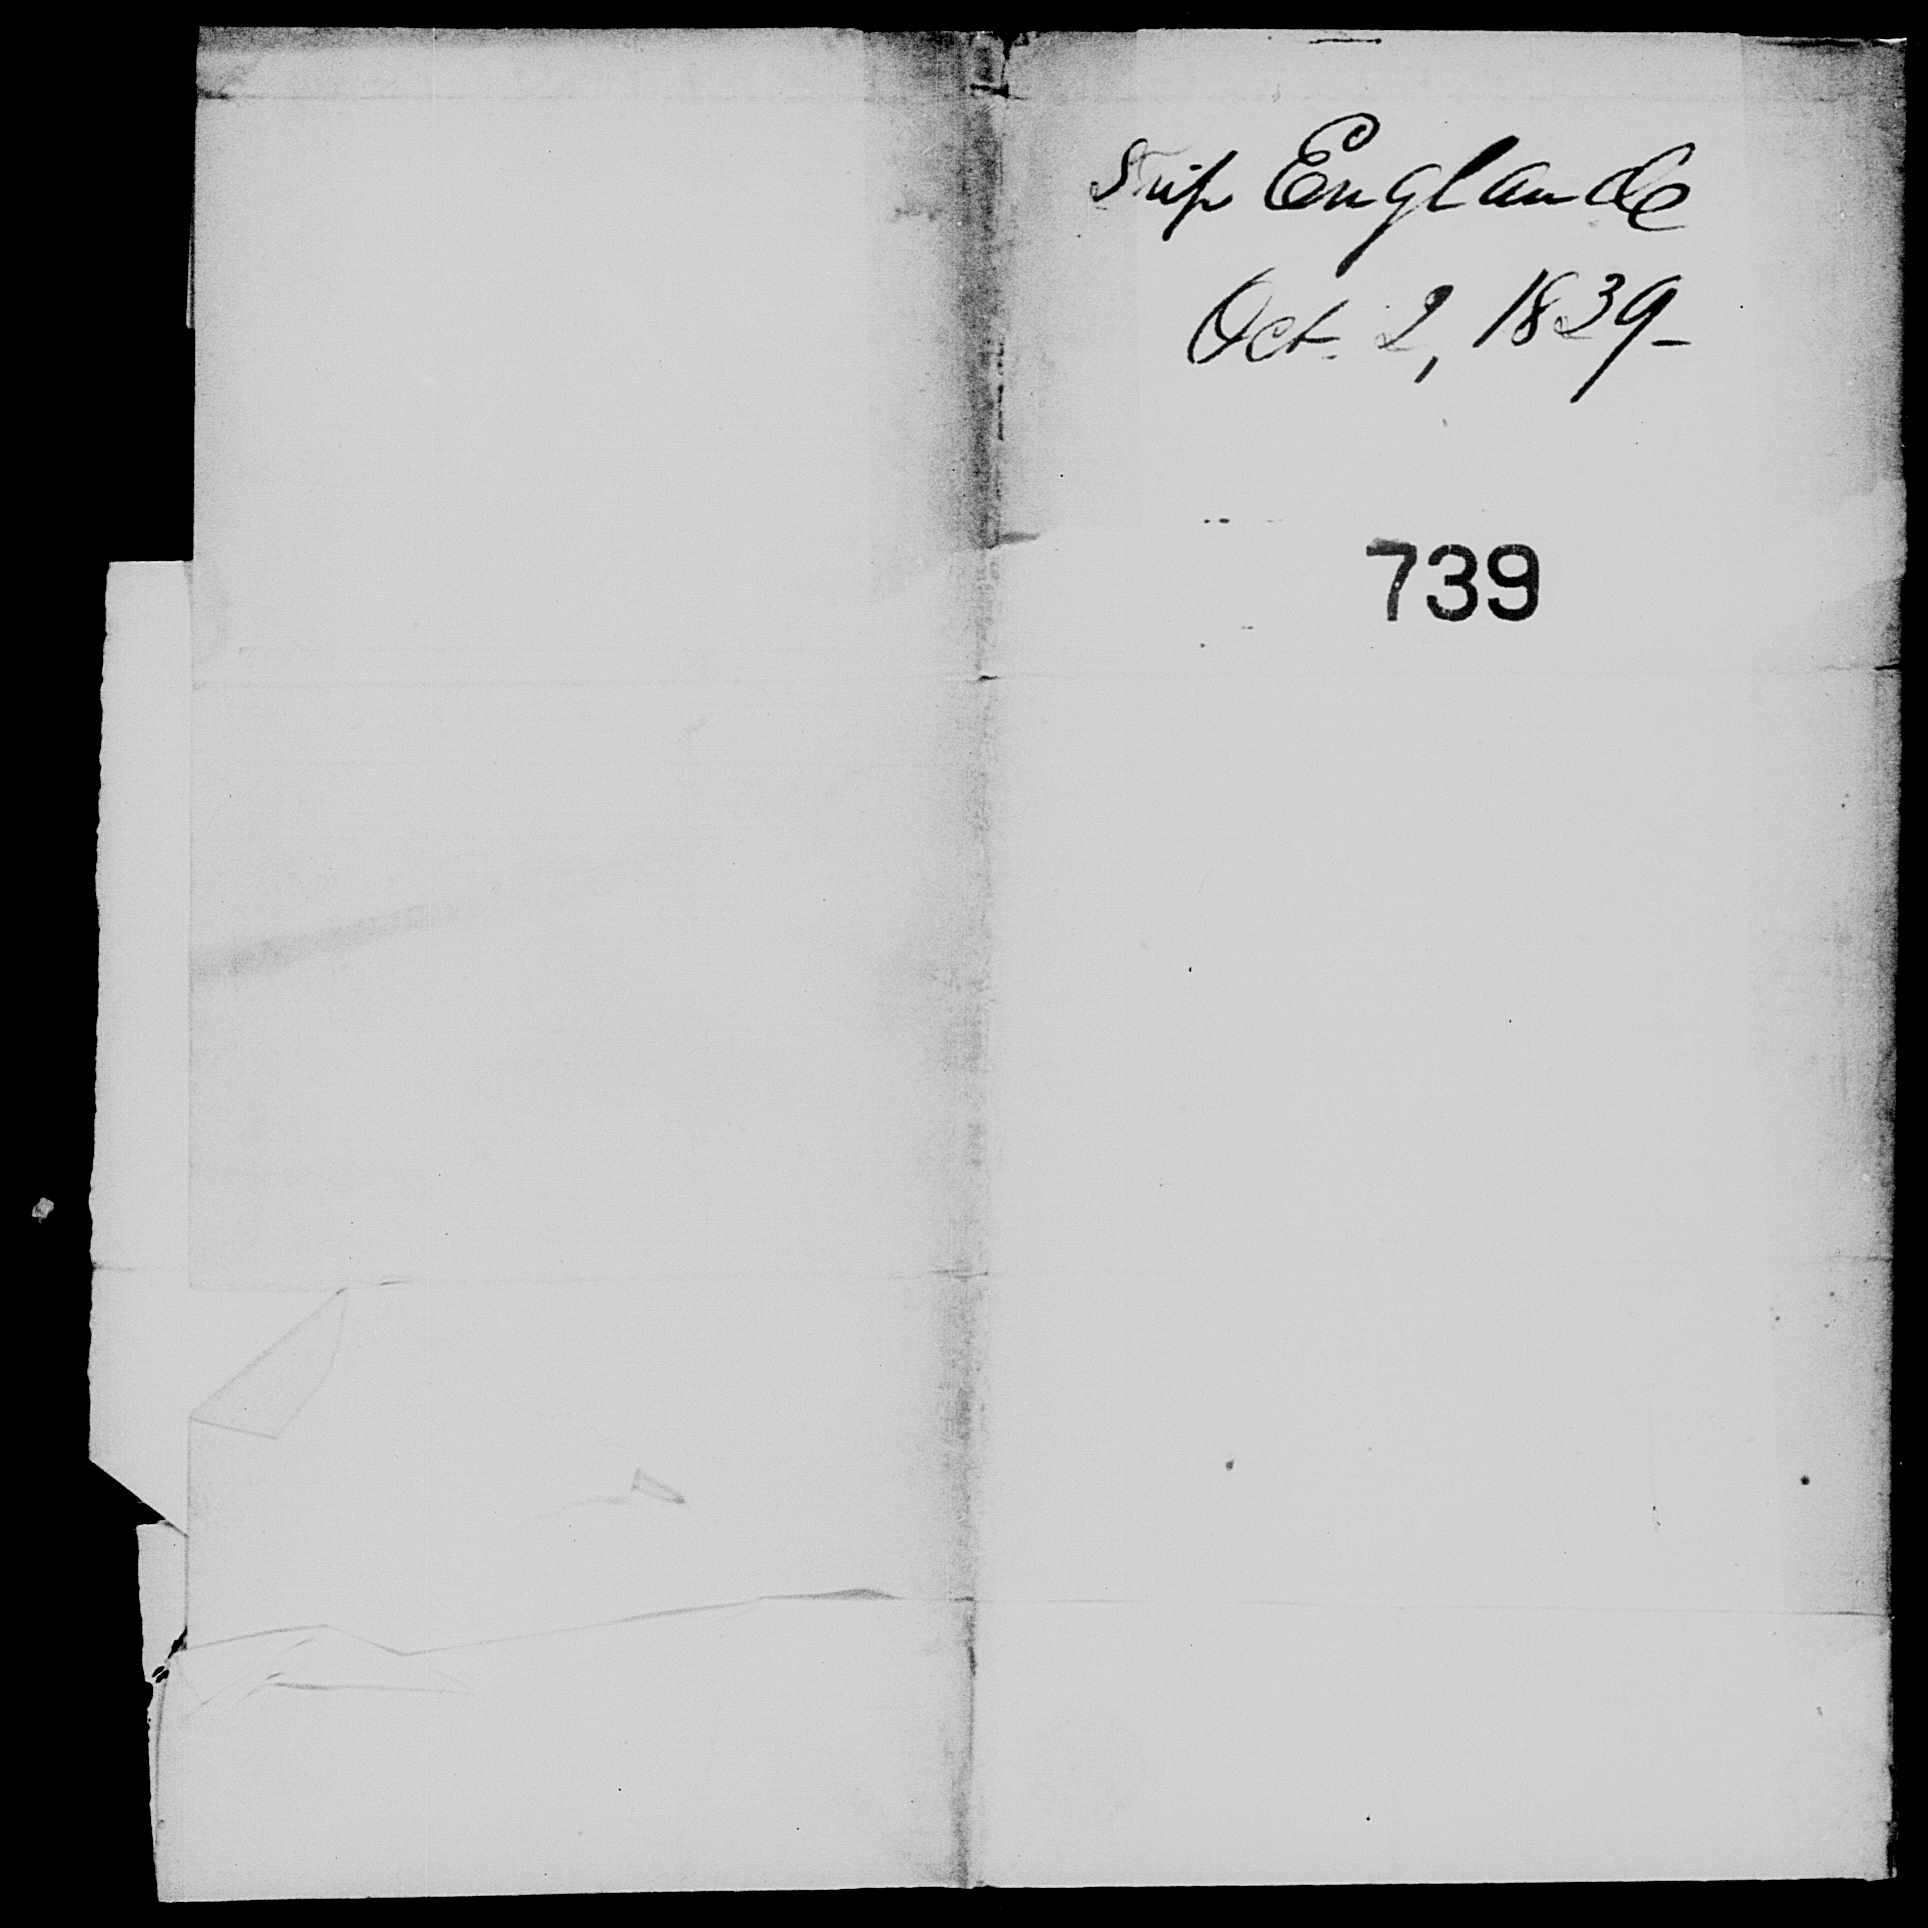 Ship England
Oct. 2, 1839-
739